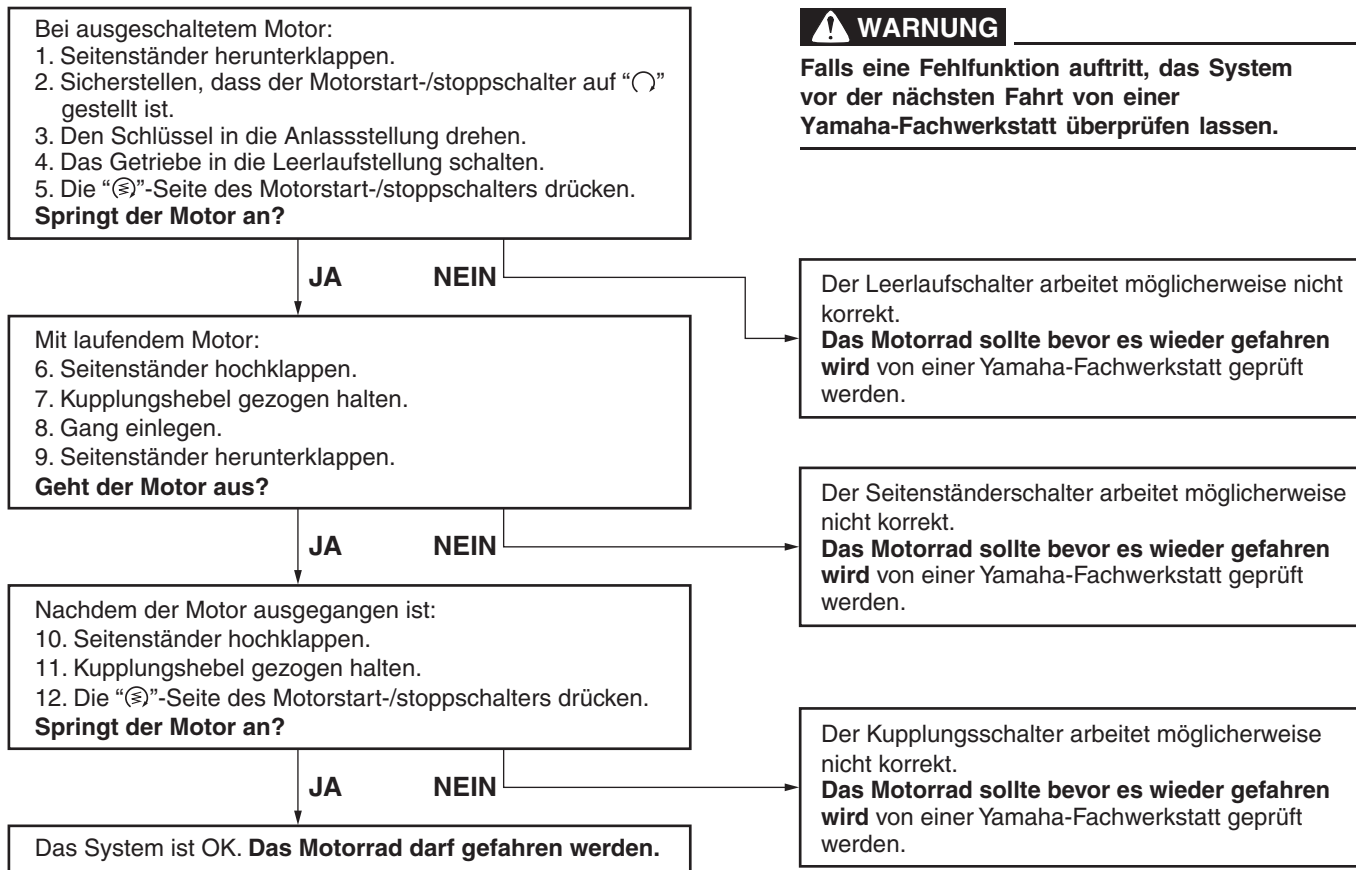 Bei ausgeschaltetem Motor:
1. Seitenständer herunterklappen.
2. Sicherstellen, dass der Motorstart-/stoppschalter auf “○”
gestellt ist.
3. Den Schlüssel in die Anlassstellung drehen.
4. Das Getriebe in die Leerlaufstellung schalten.
5. Die “”-Seite des Motorstart-/stoppschalters drücken.
Springt der Motor an?
WARNUNG
Falls eine Fehlfunktion auftritt, das System
vor der nächsten Fahrt von einer
Yamaha-Fachwerkstatt überprüfen lassen.
JA NEIN
Der Leerlaufschalter arbeitet möglicherweise nicht
korrekt.
Das Motorrad sollte bevor es wieder gefahren
wird von einer Yamaha-Fachwerkstatt geprüft
werden.
Mit laufendem Motor:
6. Seitenständer hochklappen.
7. Kupplungshebel gezogen halten.
8. Gang einlegen.
9. Seitenständer herunterklappen.
Geht der Motor aus?
JA NEIN
Der Seitenständerschalter arbeitet möglicherweise
nicht korrekt.
Das Motorrad sollte bevor es wieder gefahren
wird von einer Yamaha-Fachwerkstatt geprüft
werden.
Nachdem der Motor ausgegangen ist:
10. Seitenständer hochklappen.
11. Kupplungshebel gezogen halten.
12. Die “”-Seite des Motorstart-/stoppschalters drücken.
Springt der Motor an?
JA NEIN
Der Kupplungsschalter arbeitet möglicherweise
nicht korrekt.
Das Motorrad sollte bevor es wieder gefahren
wird von einer Yamaha-Fachwerkstatt geprüft
werden.
Das System ist OK. Das Motorrad darf gefahren werden.